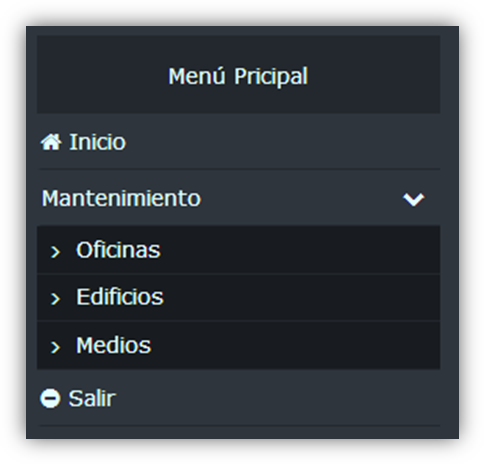 Menú Pricipal
Inicio
Mantenimiento
Oficinas
Edificios
Medios
Salir